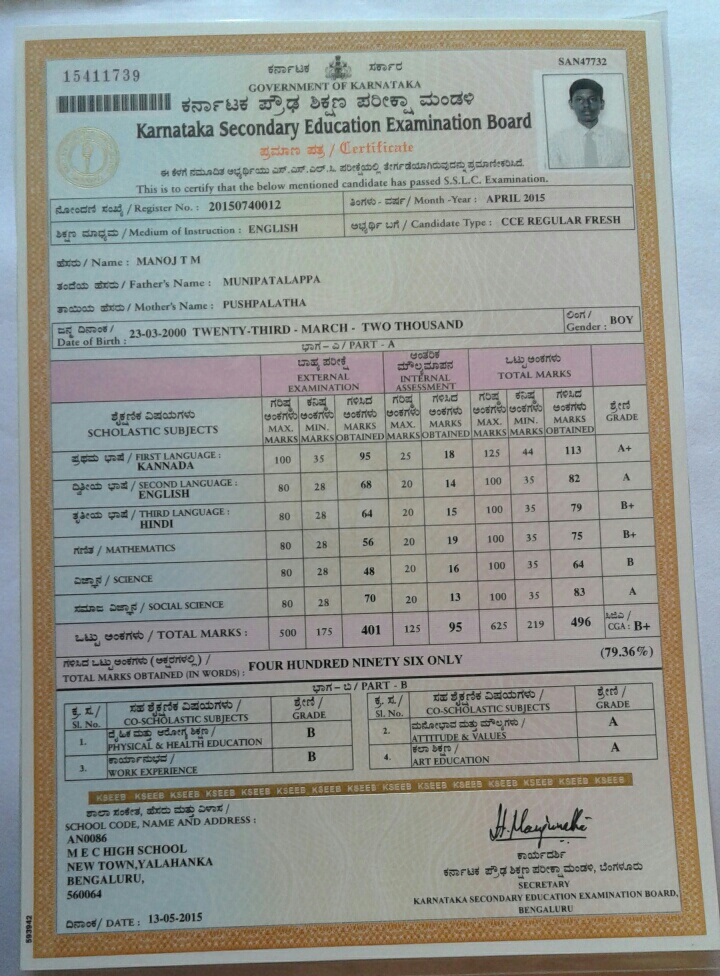 15411739
SAN47732
ಕರ್ನಾಟಕ ಸರ್ಕಾರ
GOVERNMENT OF KARNATAKA
ಕರ್ನಾಟಕ ಪ್ರೌಢ ಶಿಕ್ಷಣ ಪರೀಕ್ಷಾ ಮಂಡಳಿ
Karnataka Secondary Education Examination Board
ಪ್ರಮಾಣ ಪತ್ರ / Certificate
ಈ ಕೆಳಗೆ ನಮೂದಿತ ಅಭ್ಯರ್ಥಿಯು ಎಸ್.ಎಸ್.ಎಲ್.ಸಿ. ಪರೀಕ್ಷೆಯಲ್ಲಿ ತೇರ್ಗಡೆಯಾಗಿರುವುದನ್ನು ಪ್ರಮಾಣೀಕರಿಸಿದೆ.
This is to certify that the below mentioned candidate has passed S.S.L.C. Examination.
ನೋಂದಣಿ ಸಂಖ್ಯೆ / Register No. : 20150740012
ತಿಂಗಳು - ವರ್ಷ / Month -Year : APRIL 2015
ಶಿಕ್ಷಣ ಮಾಧ್ಯಮ / Medium of Instruction : ENGLISH
ಅಭ್ಯರ್ಥಿ ಬಗೆ / Candidate Type : CCE REGULAR FRESH
ಹೆಸರು / Name : MANOJ T M
ತಂದೆಯ ಹೆಸರು / Father's Name : MUNIPATALAPPA
ತಾಯಿಯ ಹೆಸರು / Mother's Name : PUSHPALATHA
ಜನ್ಮ ದಿನಾಂಕ / Date of Birth : 23-03-2000 TWENTY-THIRD - MARCH - TWO THOUSAND
ಲಿಂಗ / Gender : BOY
ಭಾಗ – ಎ / PART - A
ಬಾಹ್ಯ ಪರೀಕ್ಷೆ EXTERNAL EXAMINATION
ಆಂತರಿಕ ಮೌಲ್ಯಮಾಪನ INTERNAL ASSESSMENT
ಒಟ್ಟು ಅಂಕಗಳು TOTAL MARKS
ಶೈಕ್ಷಣಿಕ ವಿಷಯಗಳು SCHOLASTIC SUBJECTS
ಗರಿಷ್ಠ ಅಂಕಗಳು MAX. MARKS
ಕನಿಷ್ಠ ಅಂಕಗಳು MIN. MARKS
ಗಳಿಸಿದ ಅಂಕಗಳು MARKS OBTAINED
ಗರಿಷ್ಠ ಅಂಕಗಳು MAX. MARKS
ಗಳಿಸಿದ ಅಂಕಗಳು MARKS OBTAINED
ಗರಿಷ್ಠ ಅಂಕಗಳು MAX. MARKS
ಕನಿಷ್ಠ ಅಂಕಗಳು MIN. MARKS
ಗಳಿಸಿದ ಅಂಕಗಳು MARKS OBTAINED
ಶ್ರೇಣಿ GRADE
ಪ್ರಥಮ ಭಾಷೆ / FIRST LANGUAGE : KANNADA 100 35 95 25 18 125 44 113 A+
ದ್ವಿತೀಯ ಭಾಷೆ / SECOND LANGUAGE : ENGLISH 80 28 68 20 14 100 35 82 A
ತೃತೀಯ ಭಾಷೆ / THIRD LANGUAGE : HINDI 80 28 64 20 15 100 35 79 B+
ಗಣಿತ / MATHEMATICS 80 28 56 20 19 100 35 75 B+
ವಿಜ್ಞಾನ / SCIENCE 80 28 48 20 16 100 35 64 B
ಸಮಾಜ ವಿಜ್ಞಾನ / SOCIAL SCIENCE 80 28 70 20 13 100 35 83 A
ಒಟ್ಟು ಅಂಕಗಳು / TOTAL MARKS : 500 175 401 125 95 625 219 496 ಸಿಜಿಎ / CGA : B+
ಗಳಿಸಿದ ಒಟ್ಟು ಅಂಕಗಳು (ಅಕ್ಷರಗಳಲ್ಲಿ) / (79.36%)
TOTAL MARKS OBTAINED (IN WORDS) : FOUR HUNDRED NINETY SIX ONLY
ಭಾಗ – ಬಿ / PART - B
ಕ್ರ. ಸಂ. / Sl. No. ಸಹ ಶೈಕ್ಷಣಿಕ ವಿಷಯಗಳು / CO-SCHOLASTIC SUBJECTS ಶ್ರೇಣಿ / GRADE
ಕ್ರ. ಸಂ. / Sl. No. ಸಹ ಶೈಕ್ಷಣಿಕ ವಿಷಯಗಳು / CO-SCHOLASTIC SUBJECTS ಶ್ರೇಣಿ / GRADE
1. ದೈಹಿಕ ಮತ್ತು ಆರೋಗ್ಯ ಶಿಕ್ಷಣ / PHYSICAL & HEALTH EDUCATION B
2. ಮನೋಭಾವ ಮತ್ತು ಮೌಲ್ಯಗಳು / ATTITUDE & VALUES A
3. ಕಾರ್ಯಾನುಭವ / WORK EXPERIENCE B
4. ಕಲಾ ಶಿಕ್ಷಣ / ART EDUCATION A
KSEEB KSEEB KSEEB KSEEB KSEEB KSEEB KSEEB KSEEB KSEEB KSEEB KSEEB KSEEB KSEEB KSEEB
ಶಾಲಾ ಸಂಕೇತ, ಹೆಸರು ಮತ್ತು ವಿಳಾಸ /
SCHOOL CODE, NAME AND ADDRESS :
AN0086
M E C HIGH SCHOOL
NEW TOWN,YALAHANKA
BENGALURU,
560064
ದಿನಾಂಕ / DATE : 13-05-2015
ಕಾರ್ಯದರ್ಶಿ
ಕರ್ನಾಟಕ ಪ್ರೌಢ ಶಿಕ್ಷಣ ಪರೀಕ್ಷಾ ಮಂಡಳಿ, ಬೆಂಗಳೂರು
SECRETARY
KARNATAKA SECONDARY EDUCATION EXAMINATION BOARD,
BENGALURU
593942